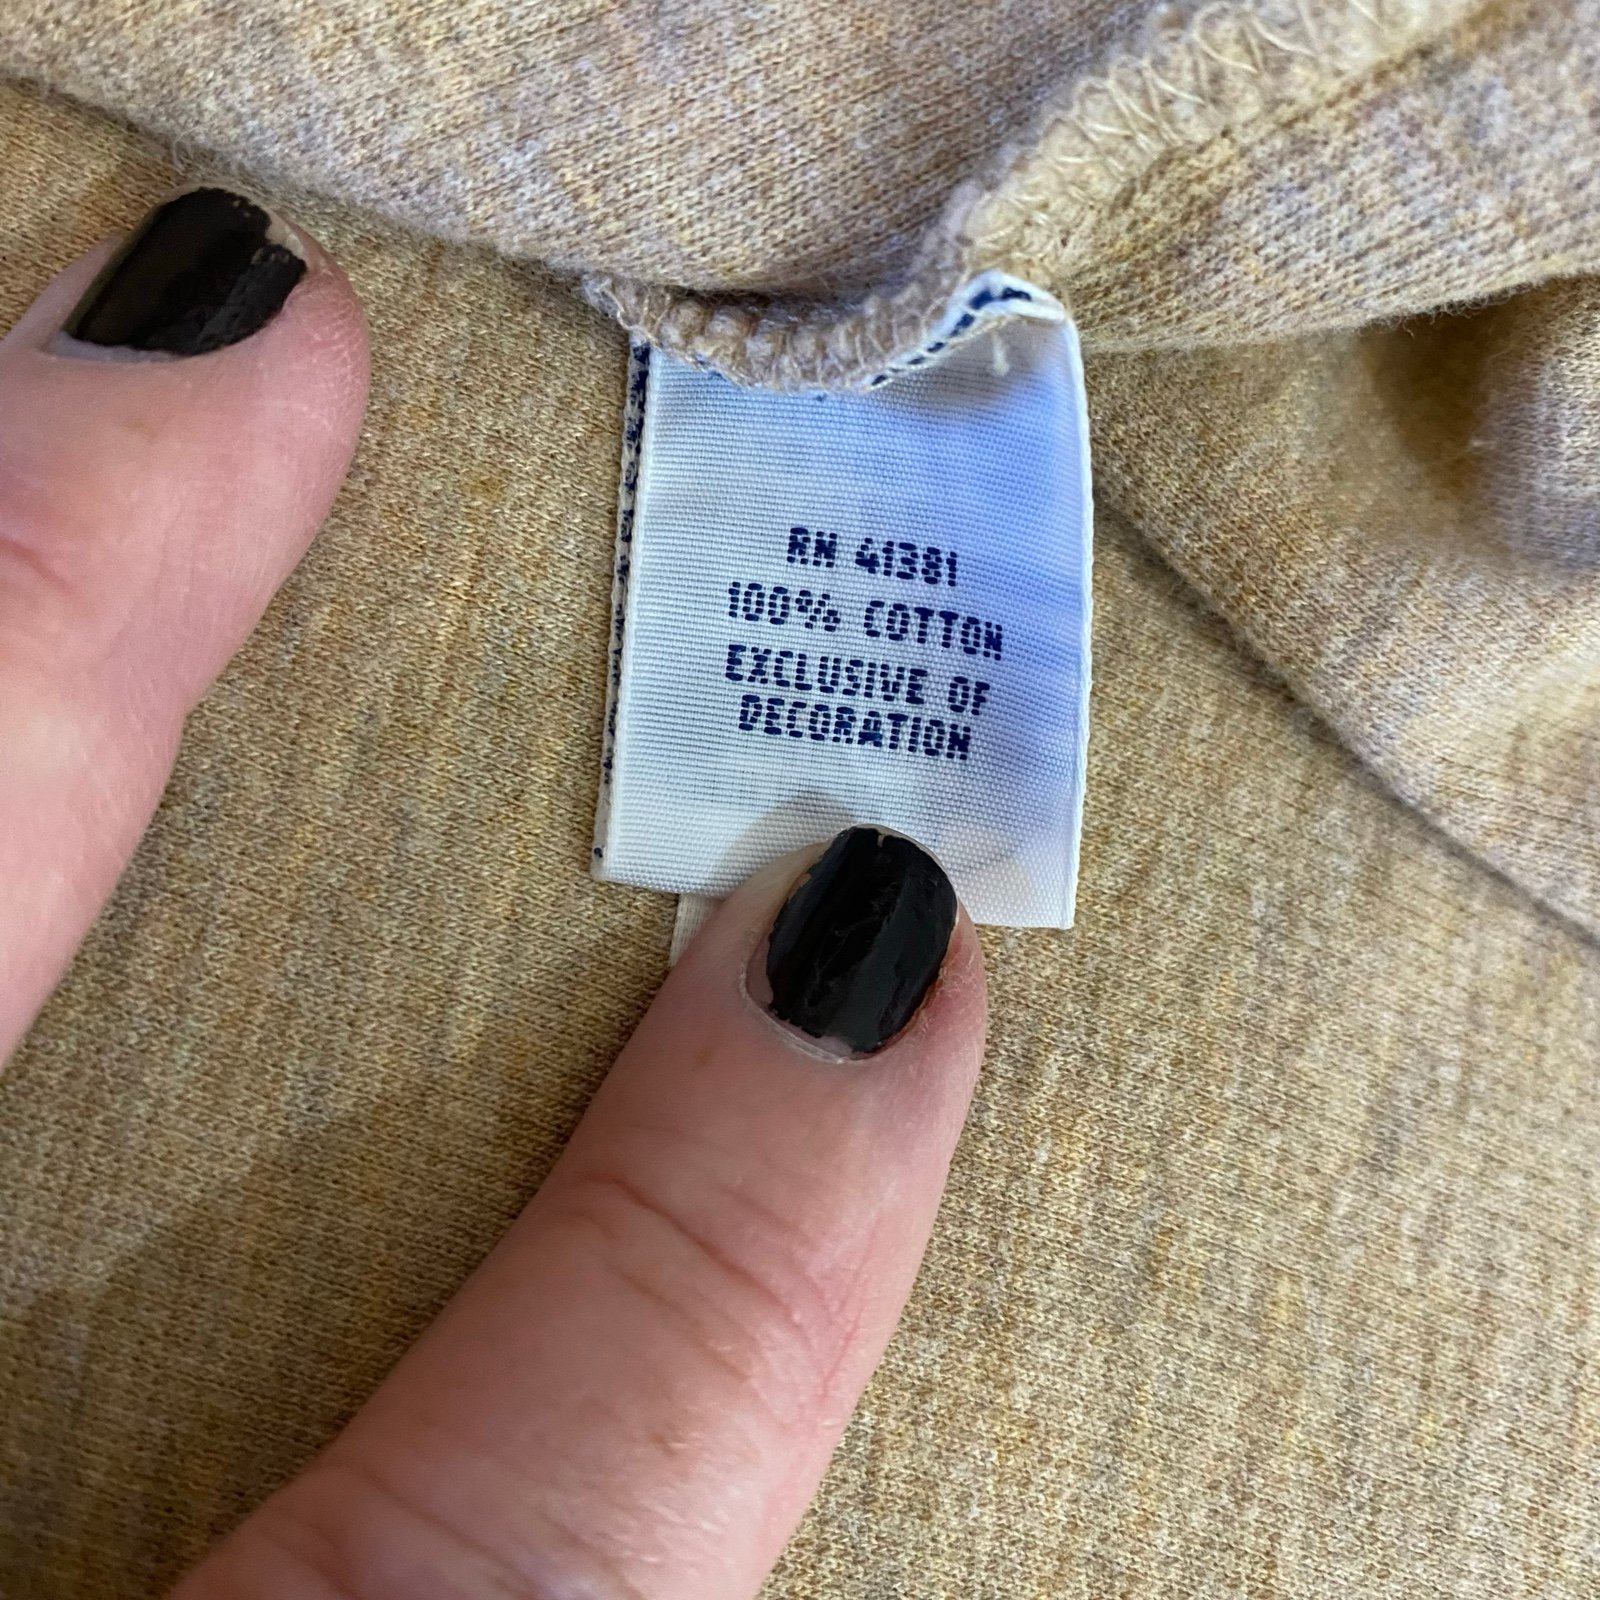 RN 41381
100% COTTON
EXCLUSIVE OF
DECORATION